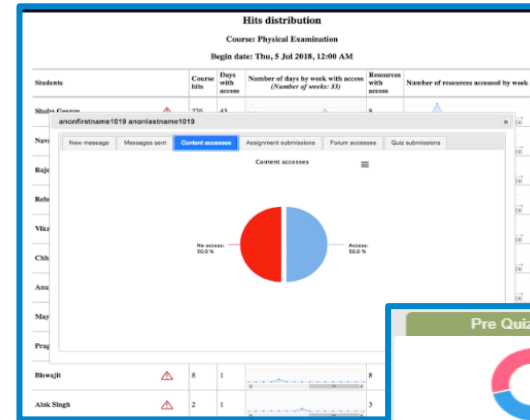 Hits distribution
Course: Physical Examination
Begin date: Thu, 5 Jul 2018, 12:00 AM
Students
Course hits
Days with access
Number of days by week with access (Number of weeks: 33)
Resources with access
Number of resources accessed by week
Shaba George
276 43
anonfirstname1019 anonlastname1019
New message Messages sent Content accesses Assignment submissions Forum accesses Quiz submissions
Content accesses
No access: 50.0 %
Access: 50.0 %
Biswajit 8 1 8
Alok Singh 2 1 3
Pre Quiz